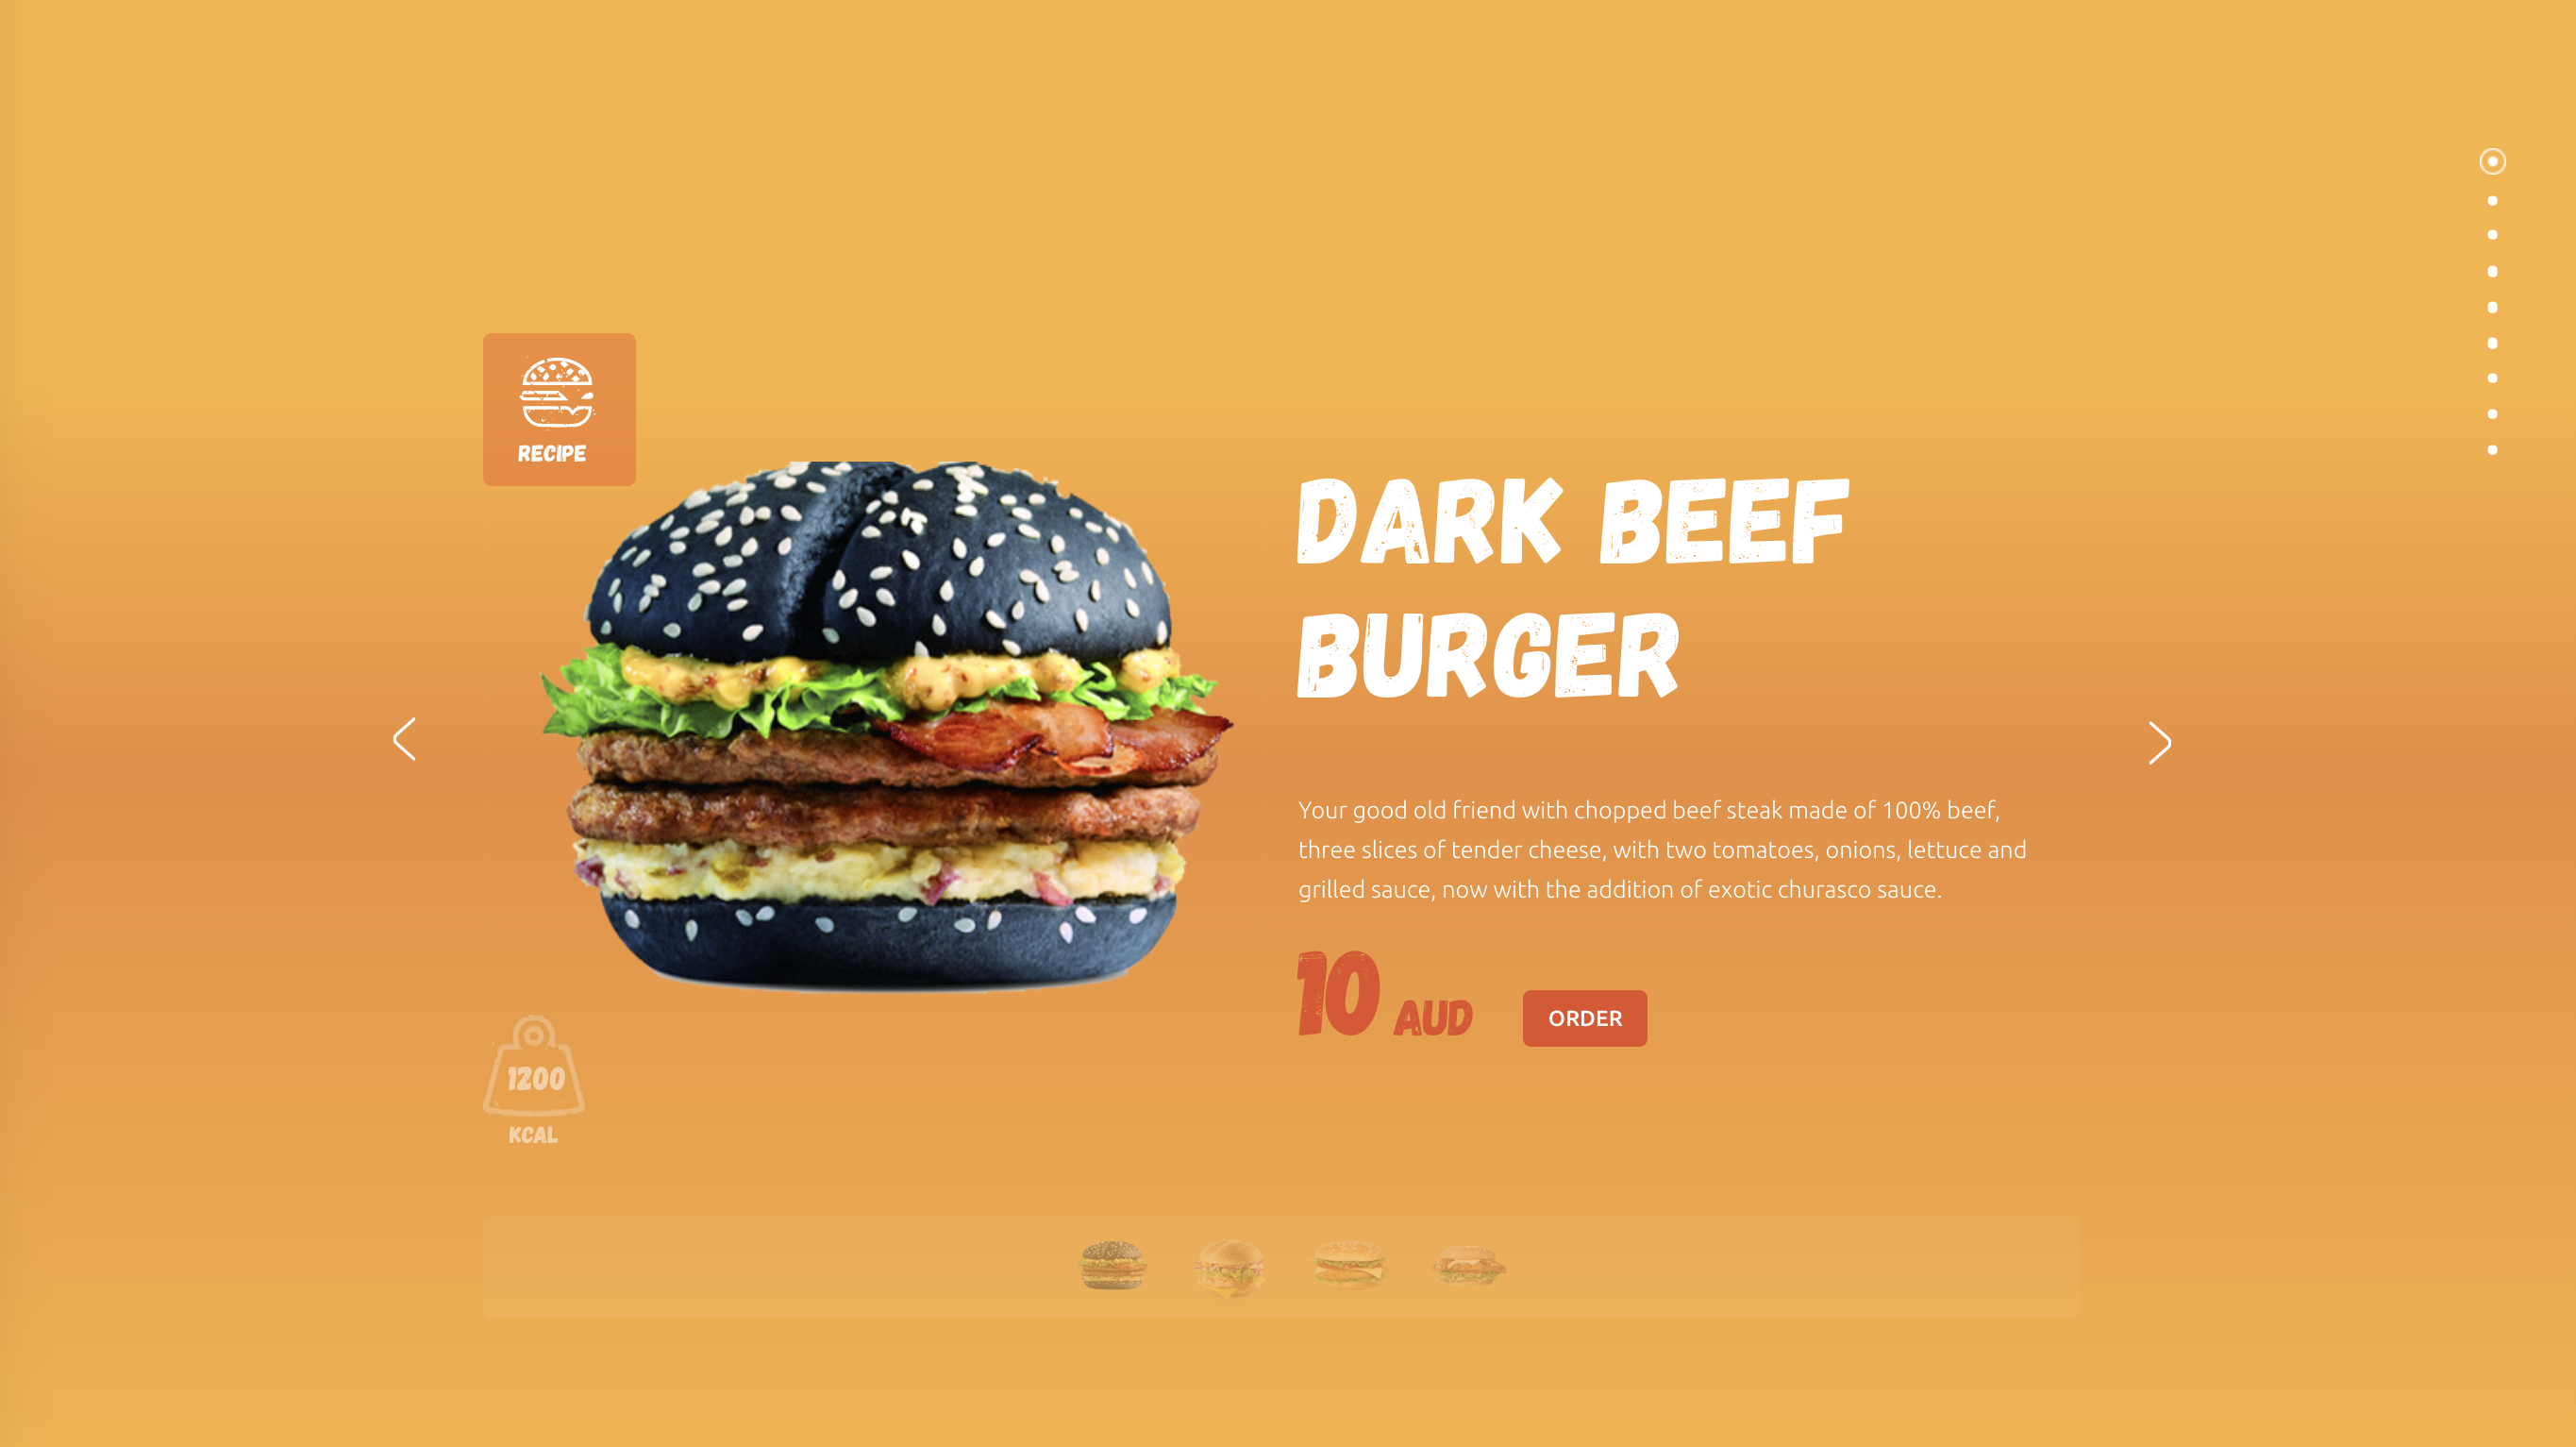 RECIPE
DARK BEEF
BURGER
Your good old friend with chopped beef steak made of 100% beef,
three slices of tender cheese, with two tomatoes, onions, lettuce and
grilled sauce, now with the addition of exotic churasco sauce.
10 AUD
ORDER
1200
KCAL